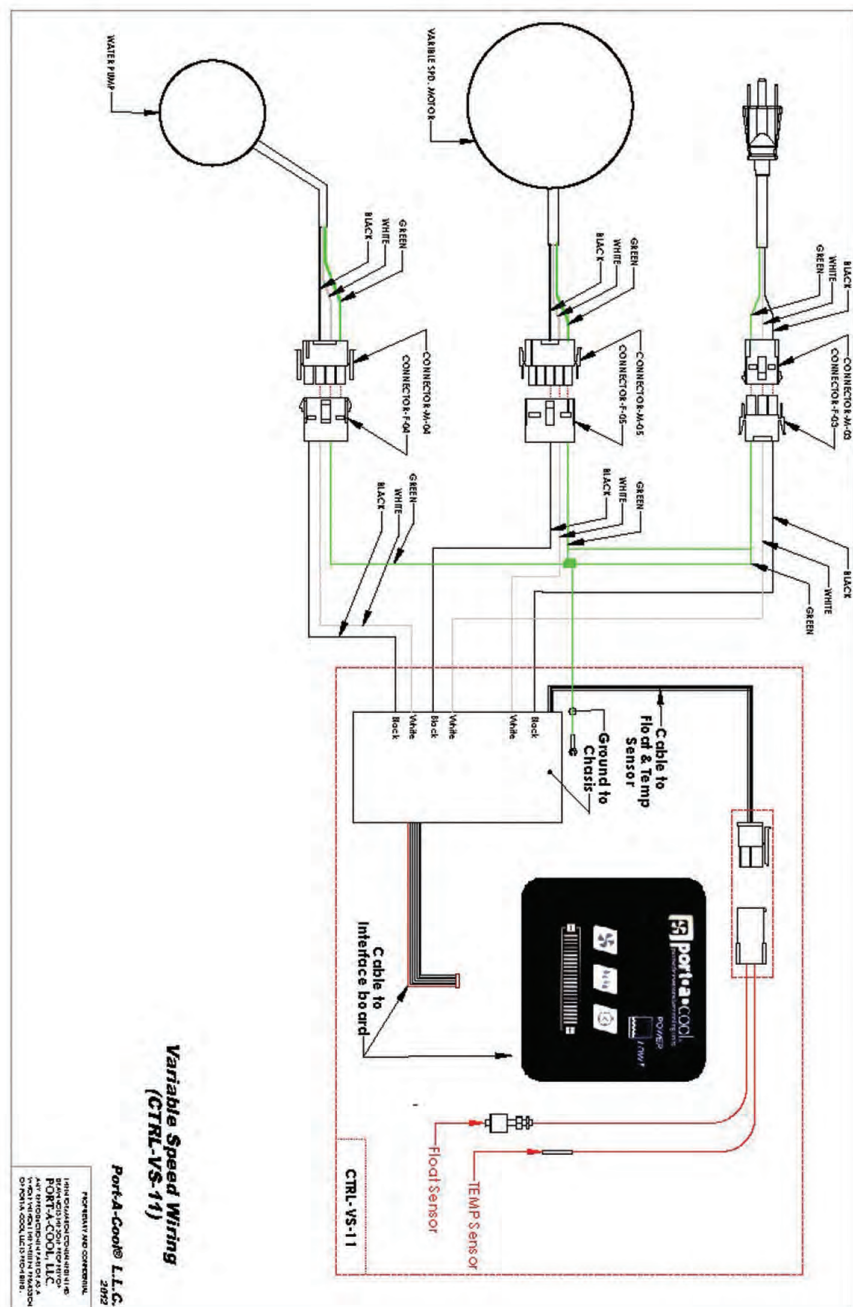 WATER PUMP
VARIBLE SPD. MOTOR
GREEN
WHITE
BLACK
GREEN
WHITE
BLACK
BLACK
WHITE
GREEN
CONNECTOR-M-04
CONNECTOR-F-04
CONNECTOR-M-05
CONNECTOR-F-05
CONNECTOR-M-03
CONNECTOR-F-03
GREEN
WHITE
BLACK
GREEN
WHITE
BLACK
BLACK
WHITE
GREEN
Black
White
Black
White
White
Black
Ground to
Chasis
Cable to
Float & Temp
Sensor
Cable to
Interface board
port•a•cool
POWER
Float Sensor
TEMP Sensor
CTRL-VS-11
Variable Speed Wiring
(CTRL-VS-11)
Port-A-Cool® L.L.C.
2012
PROPRIETARY AND CONFIDENTIAL
PORT-A-COOL, LLC.